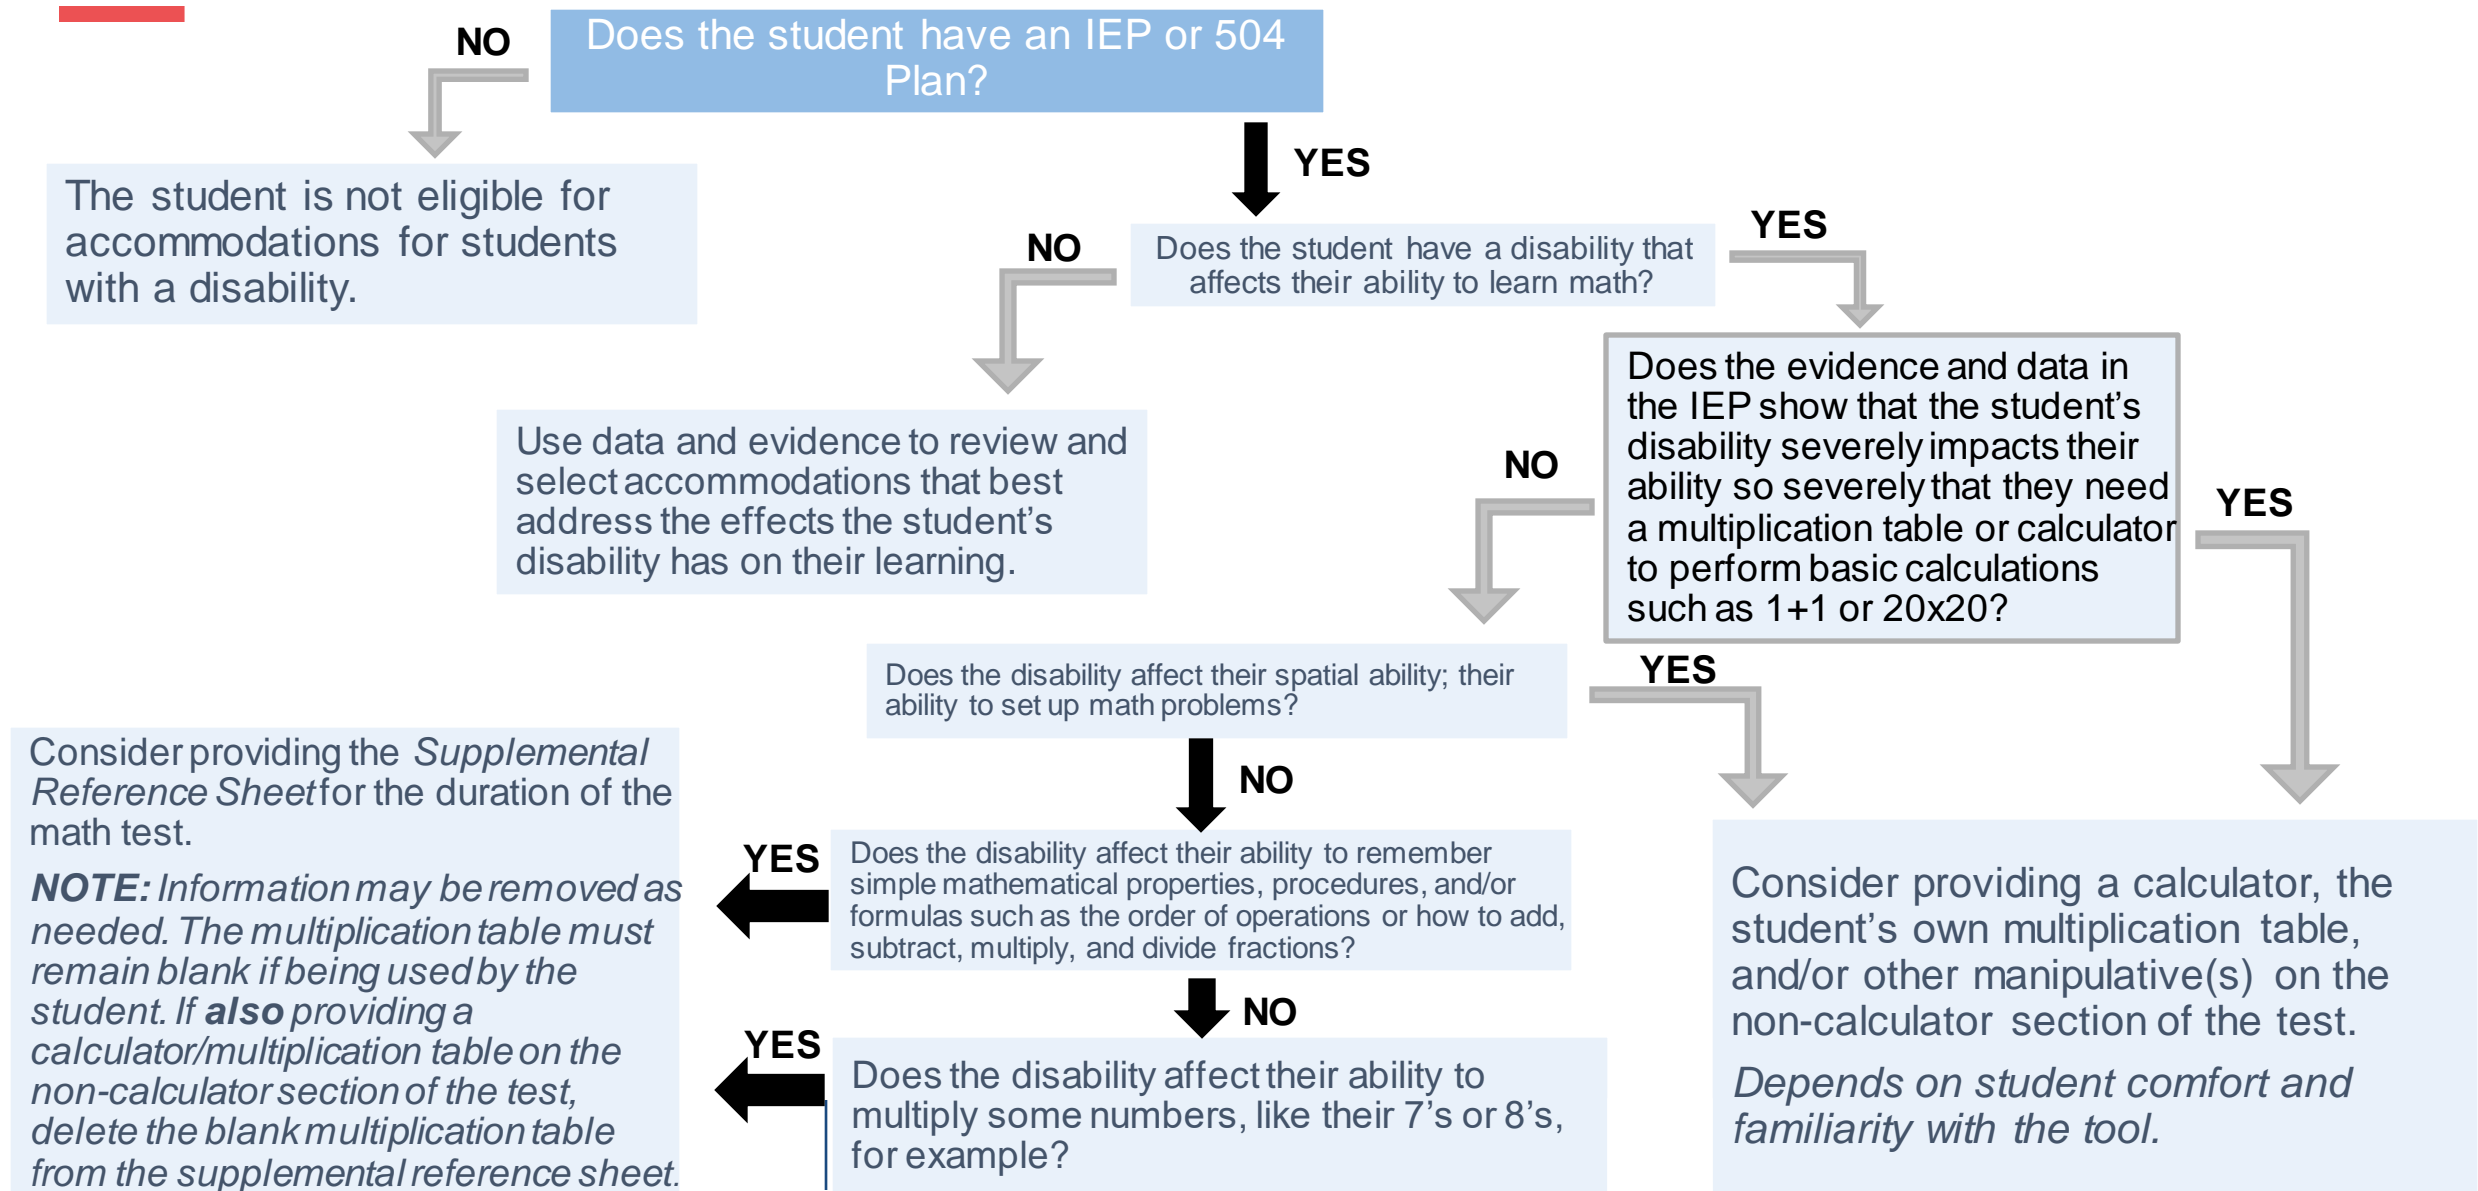 NO
Does the student have an IEP or 504
Plan?
The student is not eligible for
accommodations for students
with a disability.
YES
NO
Does the student have a disability that
affects their ability to learn math?
YES
Use data and evidence to review and
select accommodations that best
address the effects the student’s
disability has on their learning.
NO
Does the evidence and data in
the IEP show that the student’s
disability severely impacts their
ability so severely that they need
a multiplication table or calculator
to perform basic calculations
such as 1+1 or 20x20?
YES
Does the disability affect their spatial ability; their
ability to set up math problems?
YES
NO
Consider providing the Supplemental
Reference Sheet for the duration of the
math test.
NOTE: Information may be removed as
needed. The multiplication table must
remain blank if being used by the
student. If also providing a
calculator/multiplication table on the
non-calculator section of the test,
delete the blank multiplication table
from the supplemental reference sheet.
YES
Does the disability affect their ability to remember
simple mathematical properties, procedures, and/or
formulas such as the order of operations or how to add,
subtract, multiply, and divide fractions?
NO
YES
Does the disability affect their ability to
multiply some numbers, like their 7’s or 8’s,
for example?
Consider providing a calculator, the
student’s own multiplication table,
and/or other manipulative(s) on the
non-calculator section of the test.
Depends on student comfort and
familiarity with the tool.